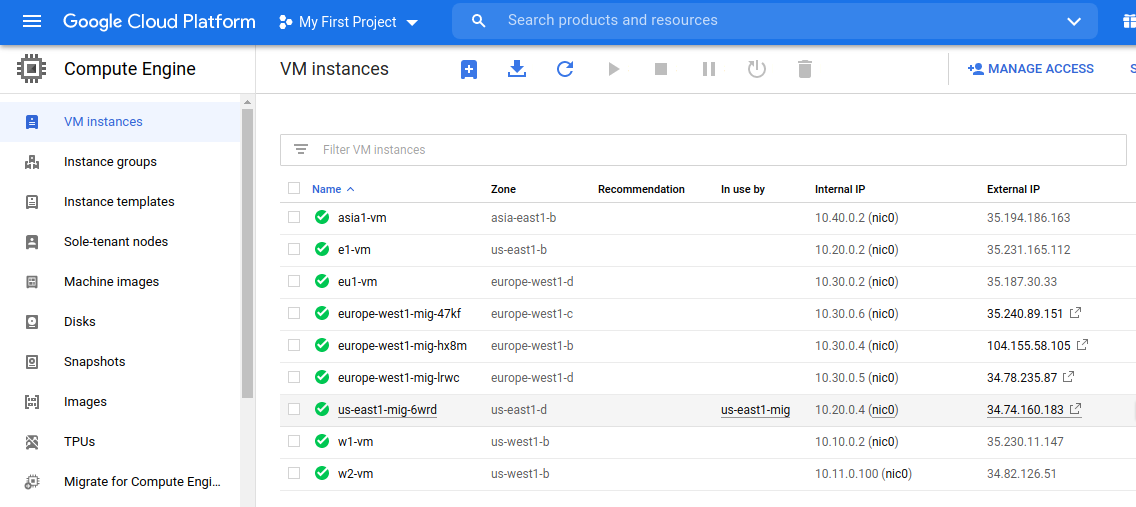 Google Cloud Platform My First Project Search products and resources
Compute Engine VM instances MANAGE ACCESS
VM instances
Instance groups
Instance templates
Sole-tenant nodes
Machine images
Disks
Snapshots
Images
TPUs
Migrate for Compute Engi...
Filter VM instances
Name Zone Recommendation In use by Internal IP External IP
asia1-vm asia-east1-b 10.40.0.2 (nic0) 35.194.186.163
e1-vm us-east1-b 10.20.0.2 (nic0) 35.231.165.112
eu1-vm europe-west1-d 10.30.0.2 (nic0) 35.187.30.33
europe-west1-mig-47kf europe-west1-c 10.30.0.6 (nic0) 35.240.89.151
europe-west1-mig-hx8m europe-west1-b 10.30.0.4 (nic0) 104.155.58.105
europe-west1-mig-lrwc europe-west1-d 10.30.0.5 (nic0) 34.78.235.87
us-east1-mig-6wrd us-east1-d us-east1-mig 10.20.0.4 (nic0) 34.74.160.183
w1-vm us-west1-b 10.10.0.2 (nic0) 35.230.11.147
w2-vm us-west1-b 10.11.0.100 (nic0) 34.82.126.51